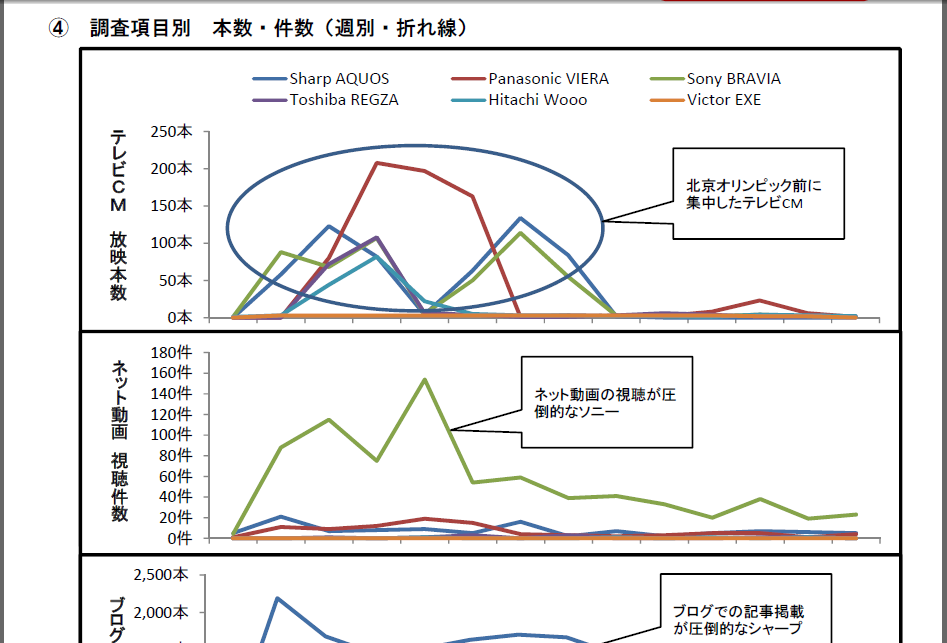 ④ 調査項目別 本数・件数（週別・折れ線）
Sharp AQUOS Panasonic VIERA Sony BRAVIA
Toshiba REGZA Hitachi Wooo Victor EXE
テレビCM 放映本数
250本
200本
150本
100本
50本
0本
北京オリンピック前に
集中したテレビCM
ネット動画 視聴件数
180件
160件
140件
120件
100件
80件
60件
40件
20件
0件
ネット動画の視聴が圧
倒的なソニー
ブログ
2,500本
2,000本
ブログでの記事掲載
が圧倒的なシャープ